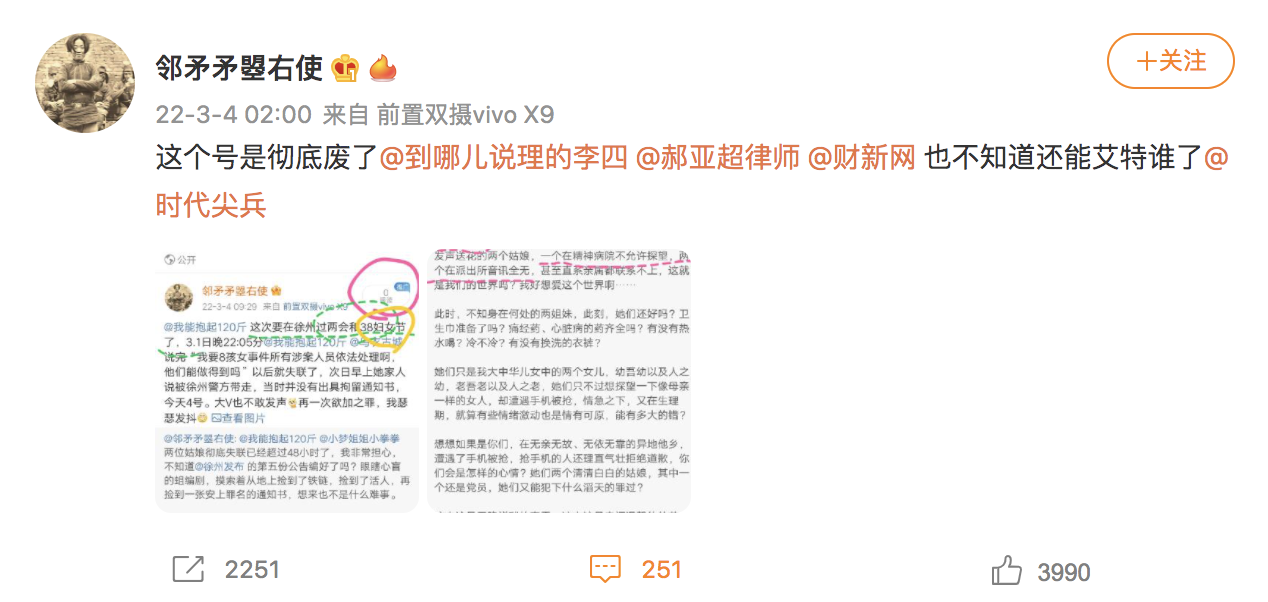 邻矛矛曌右使
22-3-4 02:00 来自 前置双摄vivo X9
+关注
这个号是彻底废了@到哪儿说理的李四 @郝亚超律师 @财新网 也不知道还能艾特谁了@
时代尖兵
公开
邻矛矛曌右使
22-3-4 09:29 来自 前置双摄vivo X9
0
@我能抱起120斤 这次要在徐州过两会和38妇女节
了，3.1日晚22:05分@我能抱起120斤
说完“我要8孩女事件所有涉案人员依法处理啊，
他们能做得到吗”以后就失联了，次日早上她家人
说被徐州警方带走，当时并没有出具拘留通知书，
今天4号。大V也不敢发声 再一次欲加之罪，我瑟
瑟发抖 查看图片
@邻矛矛曌右使: @我能抱起120斤 @小梦姐姐小拳拳
两位姑娘彻底失联已经超过48小时了，我非常担心，
不知道@徐州发布 的第五份公告编好了吗？眼瞎心盲
的组编剧，摸索着从地上捡到了铁链，捡到了活人，再
捡到一张安上罪名的通知书，想来也不是什么难事。
发声送花的两个姑娘，一个在精神病院不允许探望，两
个在派出所音讯全无，甚至直系亲属都联系不上，这就
是我们的世界吗？我好想爱这个世界啊……
此时，不知身在何处的两姐妹，此刻，她们还好吗？卫
生巾准备了吗？痛经药、心脏病的药齐全吗？有没有热
水喝？冷不冷？有没有换洗的衣裤？
她们只是我大中华儿女中的两个女儿，幼吾幼以及人之
幼，老吾老以及人之老，她们只不过想探望一下像母亲
一样的女人，却遭遇手机被抢，情急之下，又在生理
期，就算有些情绪激动也是情有可原，能有多大的错？
想想如果是你们，在无亲无故、无依无靠的异地他乡，
遭遇了手机被抢，抢手机的人还理直气壮拒绝道歉，你
们会是怎样的心情？她们两个清清白白的姑娘，其中一
个还是党员，她们又能犯下什么滔天的罪过？
2251
251
3990